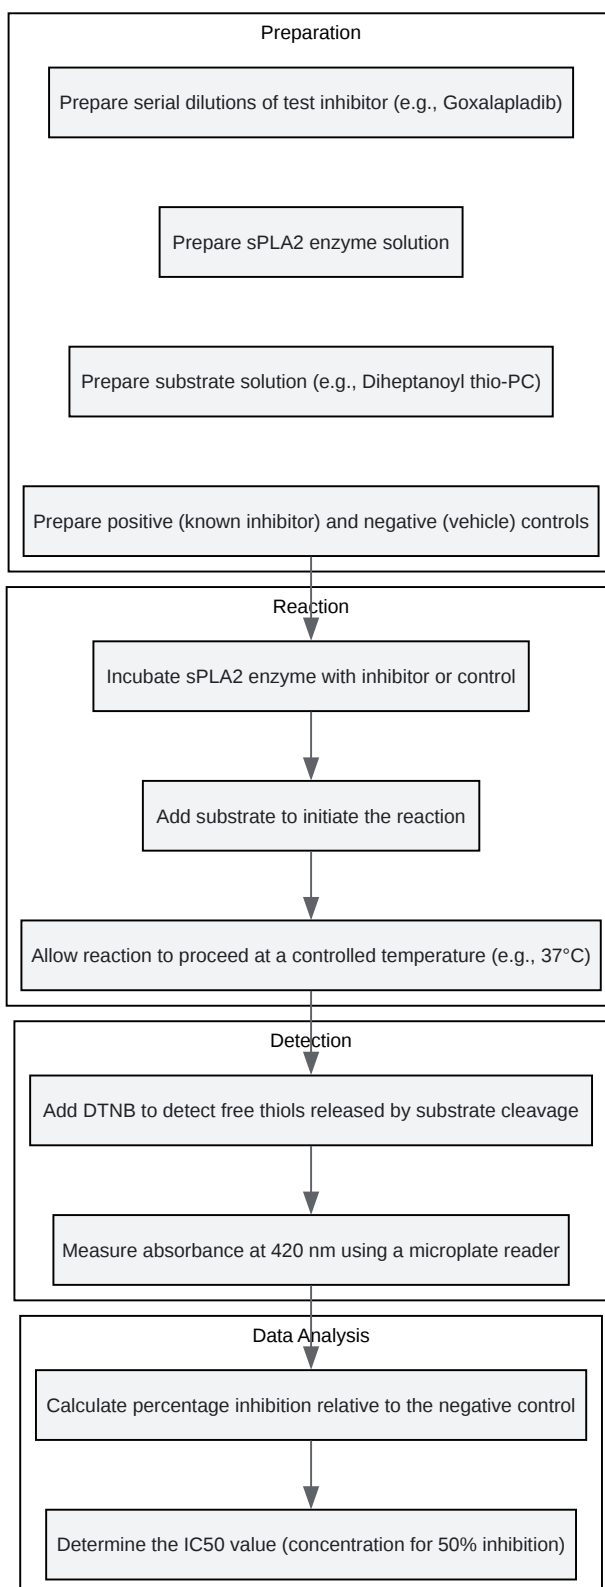 Preparation
Prepare serial dilutions of test inhibitor (e.g., Goxalapladib)
Prepare sPLA2 enzyme solution
Prepare substrate solution (e.g., Diheptanoyl thio-PC)
Prepare positive (known inhibitor) and negative (vehicle) controls
Reaction
Incubate sPLA2 enzyme with inhibitor or control
Add substrate to initiate the reaction
Allow reaction to proceed at a controlled temperature (e.g., 37°C)
Detection
Add DTNB to detect free thiols released by substrate cleavage
Measure absorbance at 420 nm using a microplate reader
Data Analysis
Calculate percentage inhibition relative to the negative control
Determine the IC50 value (concentration for 50% inhibition)